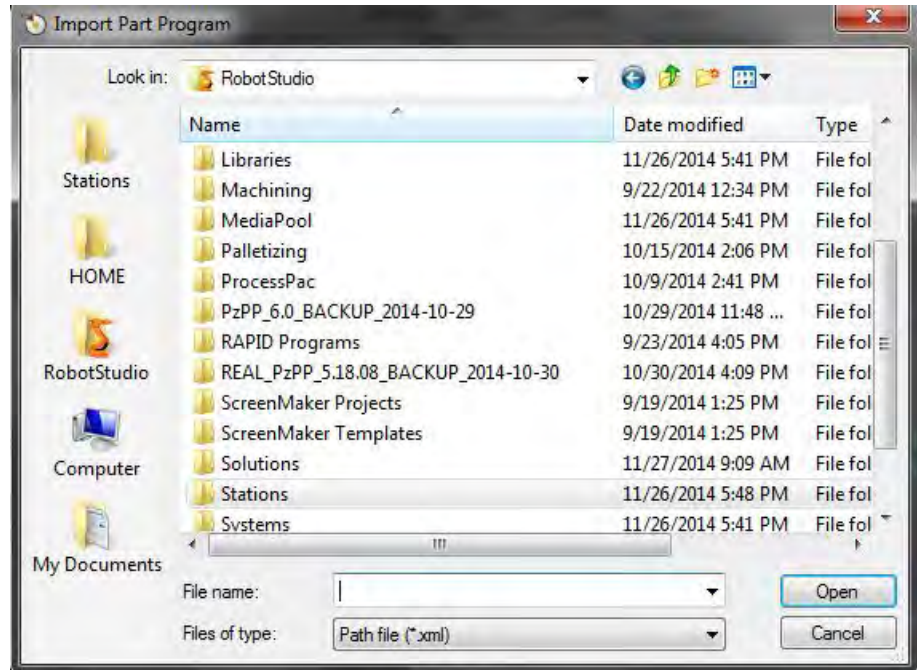 Import Part Program
Look in: RobotStudio
Name Date modified Type
Libraries 11/26/2014 5:41 PM File fol
Machining 9/22/2014 12:34 PM File fol
MediaPool 11/26/2014 5:41 PM File fol
Palletizing 10/15/2014 2:06 PM File fol
ProcessPac 10/9/2014 2:41 PM File fol
PzPP_6.0_BACKUP_2014-10-29 10/29/2014 11:48 ... File fol
RAPID Programs 9/23/2014 4:05 PM File fol
REAL_PzPP_5.18.08_BACKUP_2014-10-30 10/30/2014 4:09 PM File fol
ScreenMaker Projects 9/19/2014 1:25 PM File fol
ScreenMaker Templates 9/19/2014 1:25 PM File fol
Solutions 11/27/2014 9:09 AM File fol
Stations 11/26/2014 5:48 PM File fol
Systems 11/26/2014 5:41 PM File fol
Stations
HOME
RobotStudio
Computer
My Documents
File name:
Open
Files of type: Path file (*.xml)
Cancel